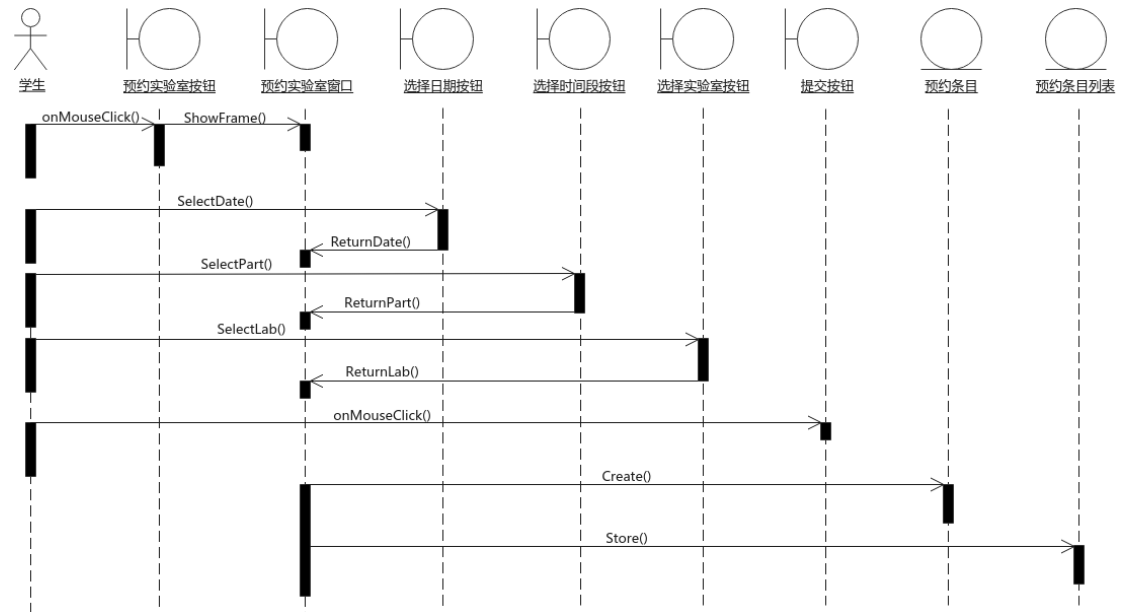 学生
预约实验室按钮
预约实验室窗口
选择日期按钮
选择时间段按钮
选择实验室按钮
提交按钮
预约条目
预约条目列表
onMouseClick()
ShowFrame()
SelectDate()
ReturnDate()
SelectPart()
ReturnPart()
SelectLab()
ReturnLab()
onMouseClick()
Create()
Store()